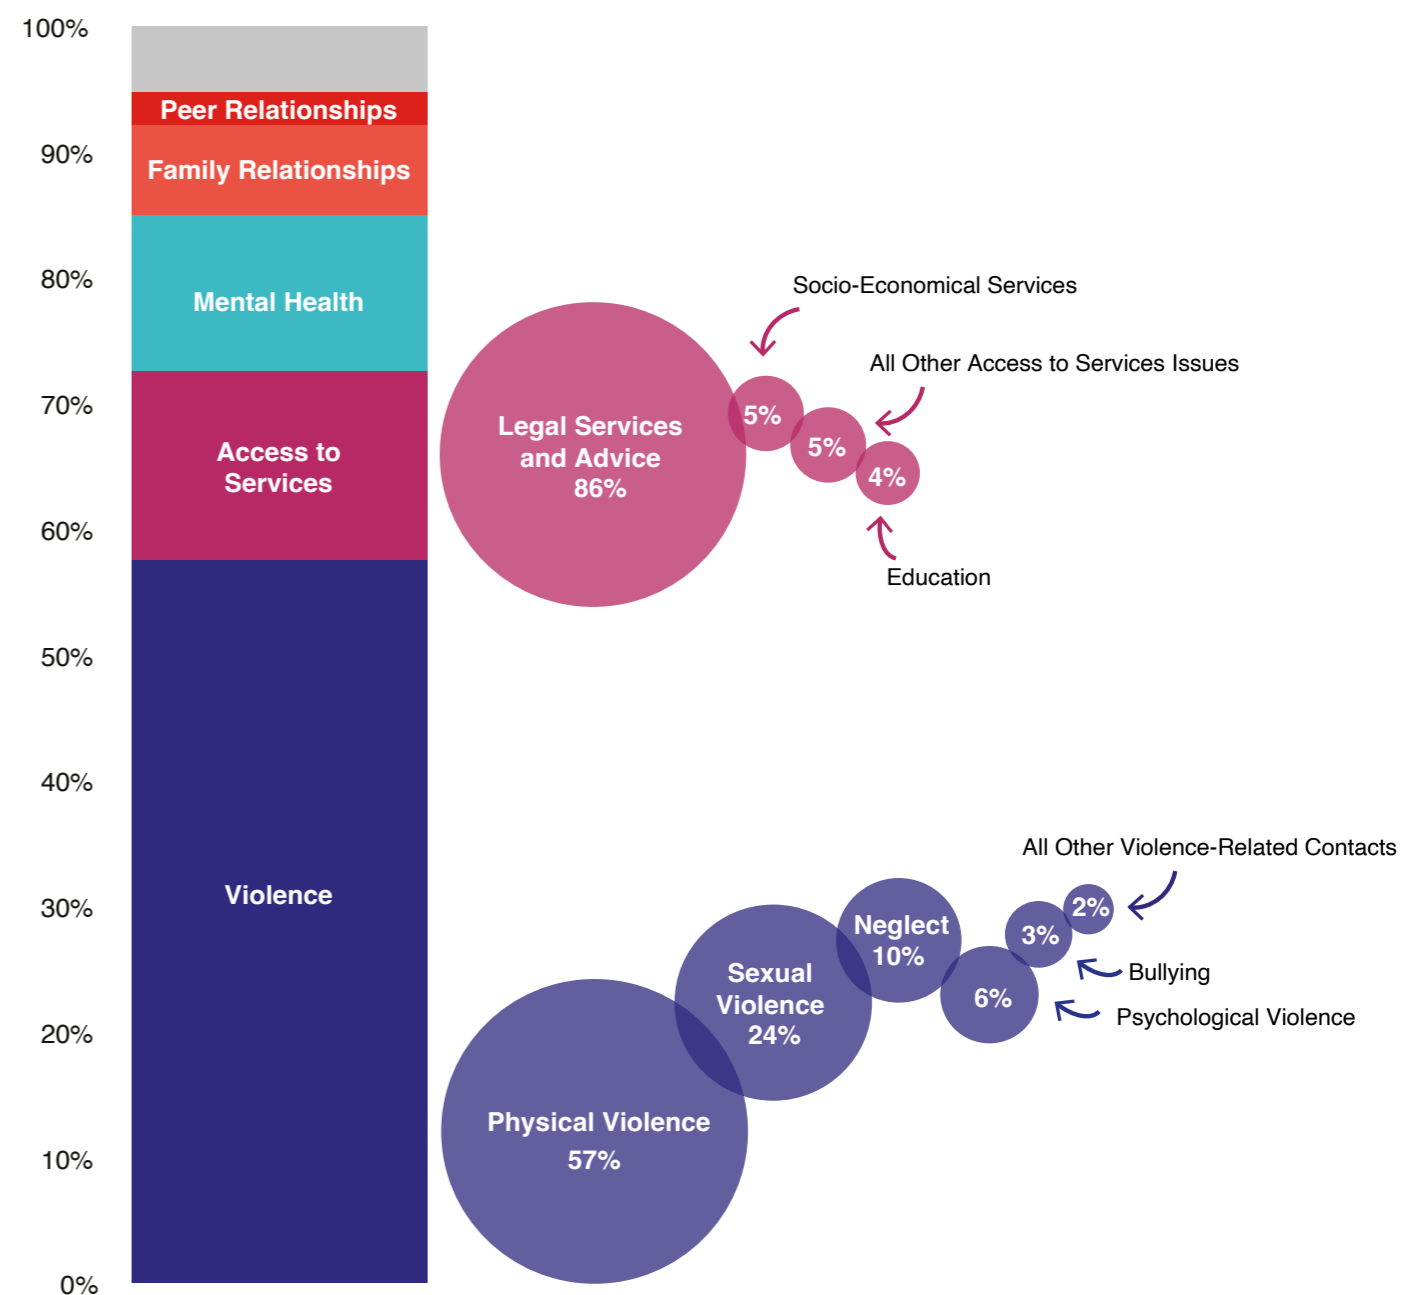 100%
90%
80%
70%
60%
50%
40%
30%
20%
10%
0%
Peer Relationships
Family Relationships
Mental Health
Access to
Services
Violence
Socio-Economical Services
All Other Access to Services Issues
Legal Services
and Advice
86%
5%
5%
4%
Education
All Other Violence-Related Contacts
Physical Violence
57%
Sexual
Violence
24%
Neglect
10%
6%
3%
2%
Bullying
Psychological Violence